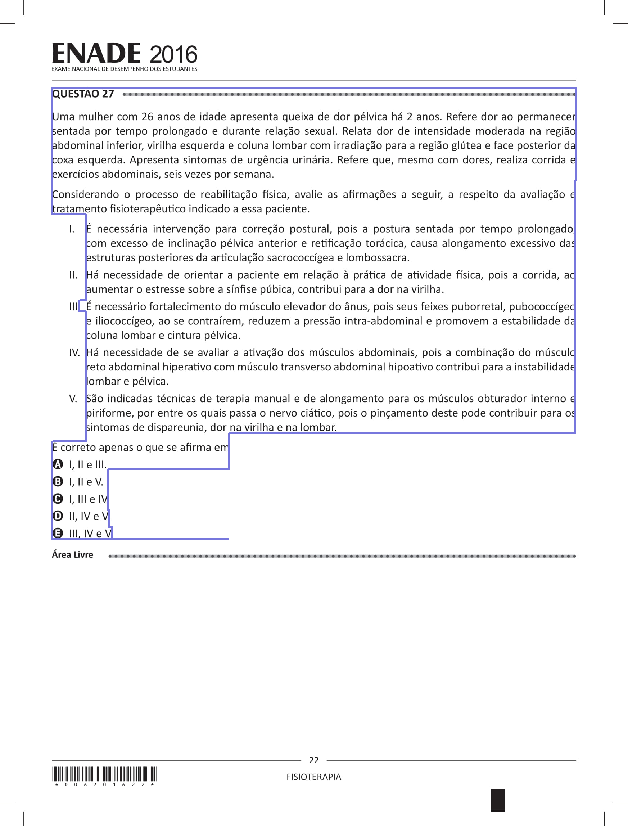 ENADE 2016
EXAME NACIONAL DE DESEMPENHO DOS ESTUDANTES
QUESTÃO 27
Uma mulher com 26 anos de idade apresenta queixa de dor pélvica há 2 anos. Refere dor ao permanecer
sentada por tempo prolongado e durante relação sexual. Relata dor de intensidade moderada na região
abdominal inferior, virilha esquerda e coluna lombar com irradiação para a região glútea e face posterior da
coxa esquerda. Apresenta sintomas de urgência urinária. Refere que, mesmo com dores, realiza corrida e
exercícios abdominais, seis vezes por semana.
Considerando o processo de reabilitação física, avalie as afirmações a seguir, a respeito da avaliação e
tratamento fisioterapêutico indicado a essa paciente.
I. É necessária intervenção para correção postural, pois a postura sentada por tempo prolongado,
com excesso de inclinação pélvica anterior e retificação torácica, causa alongamento excessivo das
estruturas posteriores da articulação sacrococcígea e lombossacra.
II. Há necessidade de orientar a paciente em relação à prática de atividade física, pois a corrida, ao
aumentar o estresse sobre a sínfise púbica, contribui para a dor na virilha.
III. É necessário fortalecimento do músculo elevador do ânus, pois seus feixes puborretal, pubococcígeo
e iliococcígeo, ao se contraírem, reduzem a pressão intra-abdominal e promovem a estabilidade da
coluna lombar e cintura pélvica.
IV. Há necessidade de se avaliar a ativação dos músculos abdominais, pois a combinação do músculo
reto abdominal hiperativo com músculo transverso abdominal hipoativo contribui para a instabilidade
lombar e pélvica.
V. São indicadas técnicas de terapia manual e de alongamento para os músculos obturador interno e
piriforme, por entre os quais passa o nervo ciático, pois o pinçamento deste pode contribuir para os
sintomas de dispareunia, dor na virilha e na lombar.
É correto apenas o que se afirma em
A I, II e III.
B I, II e V.
C I, III e IV.
D II, IV e V.
E III, IV e V.
Área Livre
22
FISIOTERAPIA